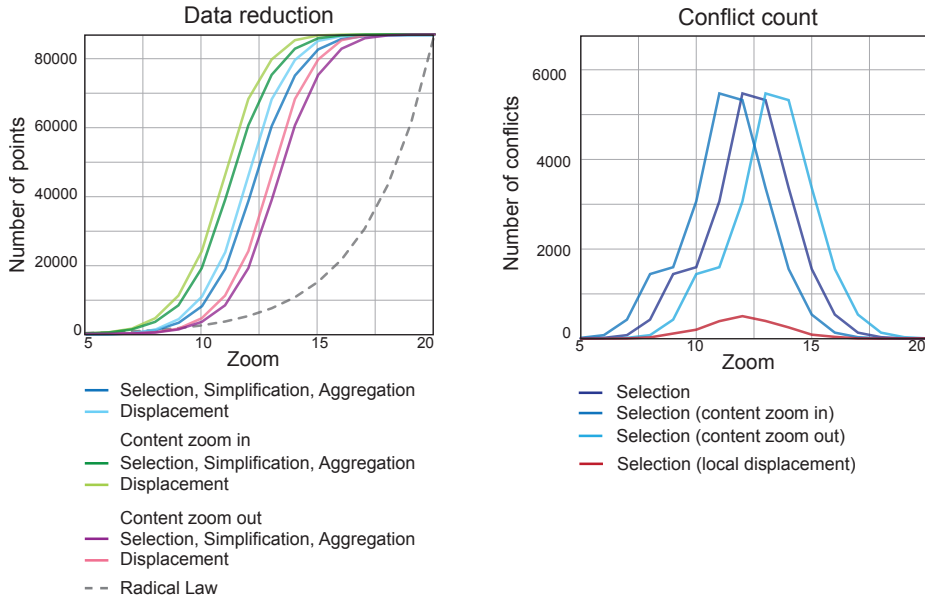 Data reduction
Number of points
80000
60000
40000
20000
0
5
10
15
20
Zoom
Selection, Simplification, Aggregation
Displacement
Content zoom in
Selection, Simplification, Aggregation
Displacement
Content zoom out
Selection, Simplification, Aggregation
Displacement
Radical Law
Conflict count
Number of conflicts
6000
4000
2000
0
5
10
15
20
Zoom
Selection
Selection (content zoom in)
Selection (content zoom out)
Selection (local displacement)